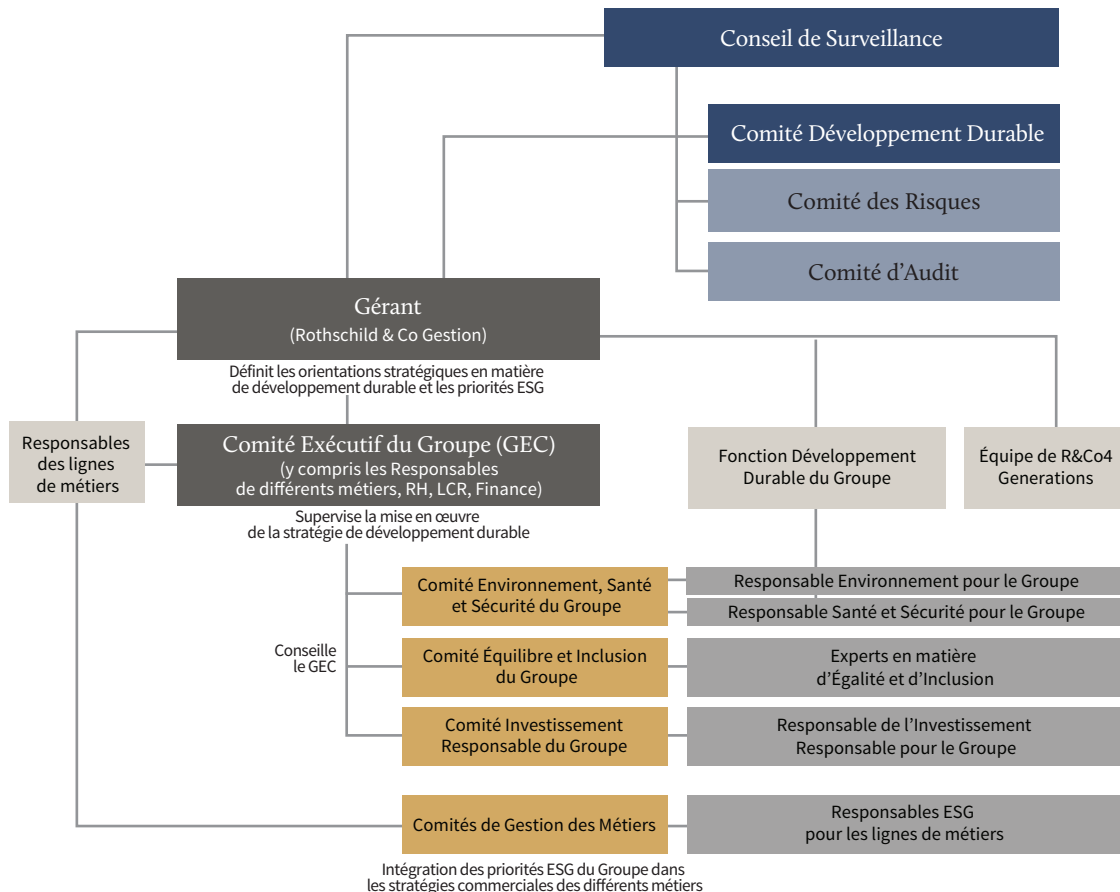 Conseil de Surveillance
Comité Développement Durable
Comité des Risques
Comité d'Audit
Gérant
(Rothschild & Co Gestion)
Définit les orientations stratégiques en matière
de développement durable et les priorités ESG
Responsables
des lignes
de métiers
Comité Exécutif du Groupe (GEC)
(y compris les Responsables
de différents métiers, RH, LCR, Finance)
Supervise la mise en œuvre
de la stratégie de développement durable
Fonction Développement
Durable du Groupe
Équipe de R&Co4
Generations
Conseille
le GEC
Comité Environnement, Santé
et Sécurité du Groupe
Responsable Environnement pour le Groupe
Responsable Santé et Sécurité pour le Groupe
Comité Équilibre et Inclusion
du Groupe
Experts en matière
d'Égalité et d'Inclusion
Comité Investissement
Responsable du Groupe
Responsable de l'Investissement
Responsable pour le Groupe
Comités de Gestion des Métiers
Responsables ESG
pour les lignes de métiers
Intégration des priorités ESG du Groupe dans
les stratégies commerciales des différents métiers